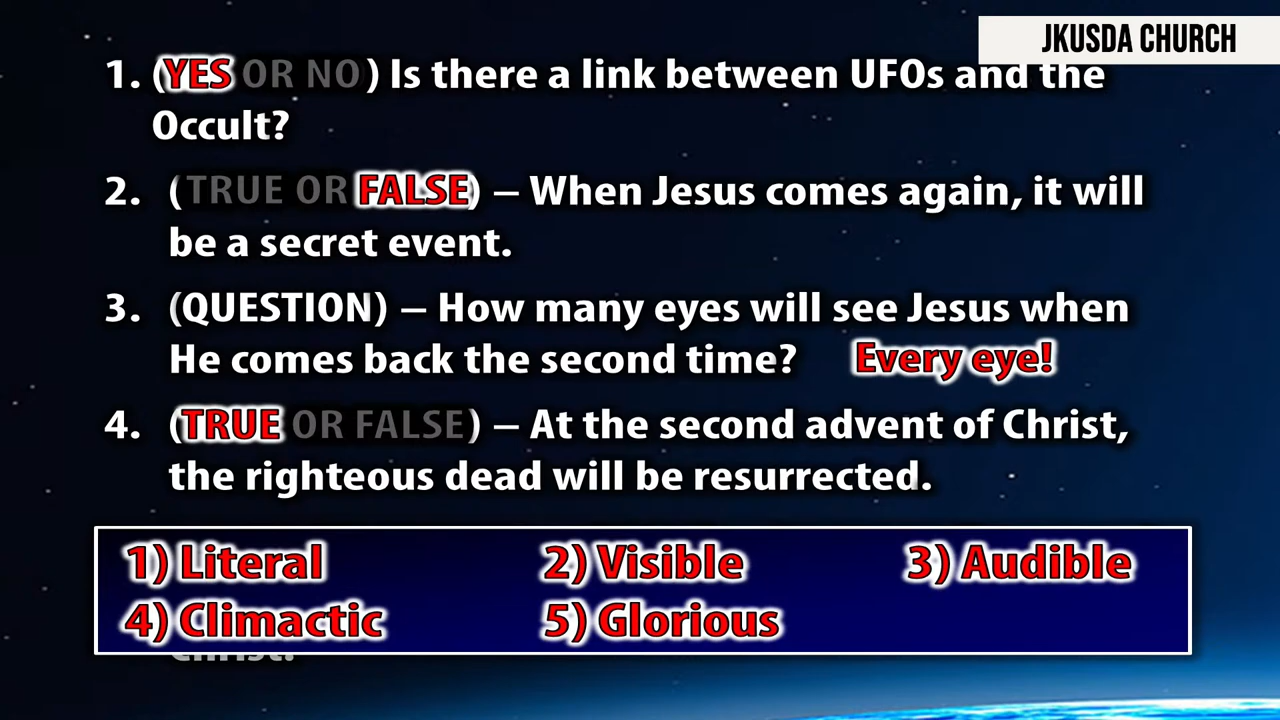 JKUSDA CHURCH
1. (YES OR NO) Is there a link between UFOs and the
Occult?
2. (TRUE OR FALSE) – When Jesus comes again, it will
be a secret event.
3. (QUESTION) – How many eyes will see Jesus when
He comes back the second time? Every eye!
4. (TRUE OR FALSE) – At the second advent of Christ,
the righteous dead will be resurrected.
1) Literal 2) Visible 3) Audible
4) Climactic 5) Glorious
Christ.